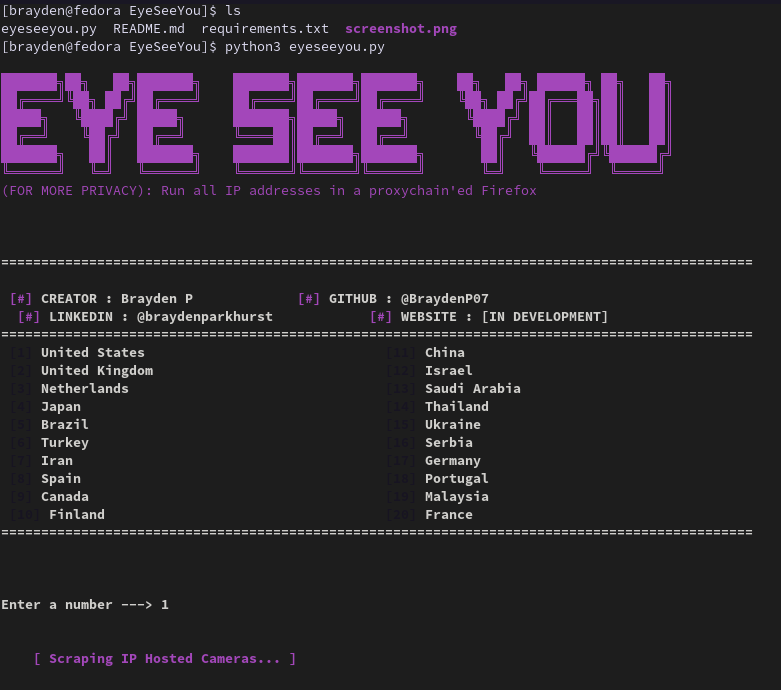 [brayden@fedora EyeSeeYou]$ ls
eyeseeyou.py README.md requirements.txt screenshot.png
[brayden@fedora EyeSeeYou]$ python3 eyeseeyou.py
EYE SEE YOU
(FOR MORE PRIVACY): Run all IP addresses in a proxychain'ed Firefox
===============================================================================================
[#] CREATOR : Brayden P [#] GITHUB : @BraydenP07
[#] LINKEDIN : @braydenparkhurst [#] WEBSITE : [IN DEVELOPMENT]
===============================================================================================
[1] United States [11] China
[2] United Kingdom [12] Israel
[3] Netherlands [13] Saudi Arabia
[4] Japan [14] Thailand
[5] Brazil [15] Ukraine
[6] Turkey [16] Serbia
[7] Iran [17] Germany
[8] Spain [18] Portugal
[9] Canada [19] Malaysia
[10] Finland [20] France
===============================================================================================
Enter a number ---> 1
[ Scraping IP Hosted Cameras... ]